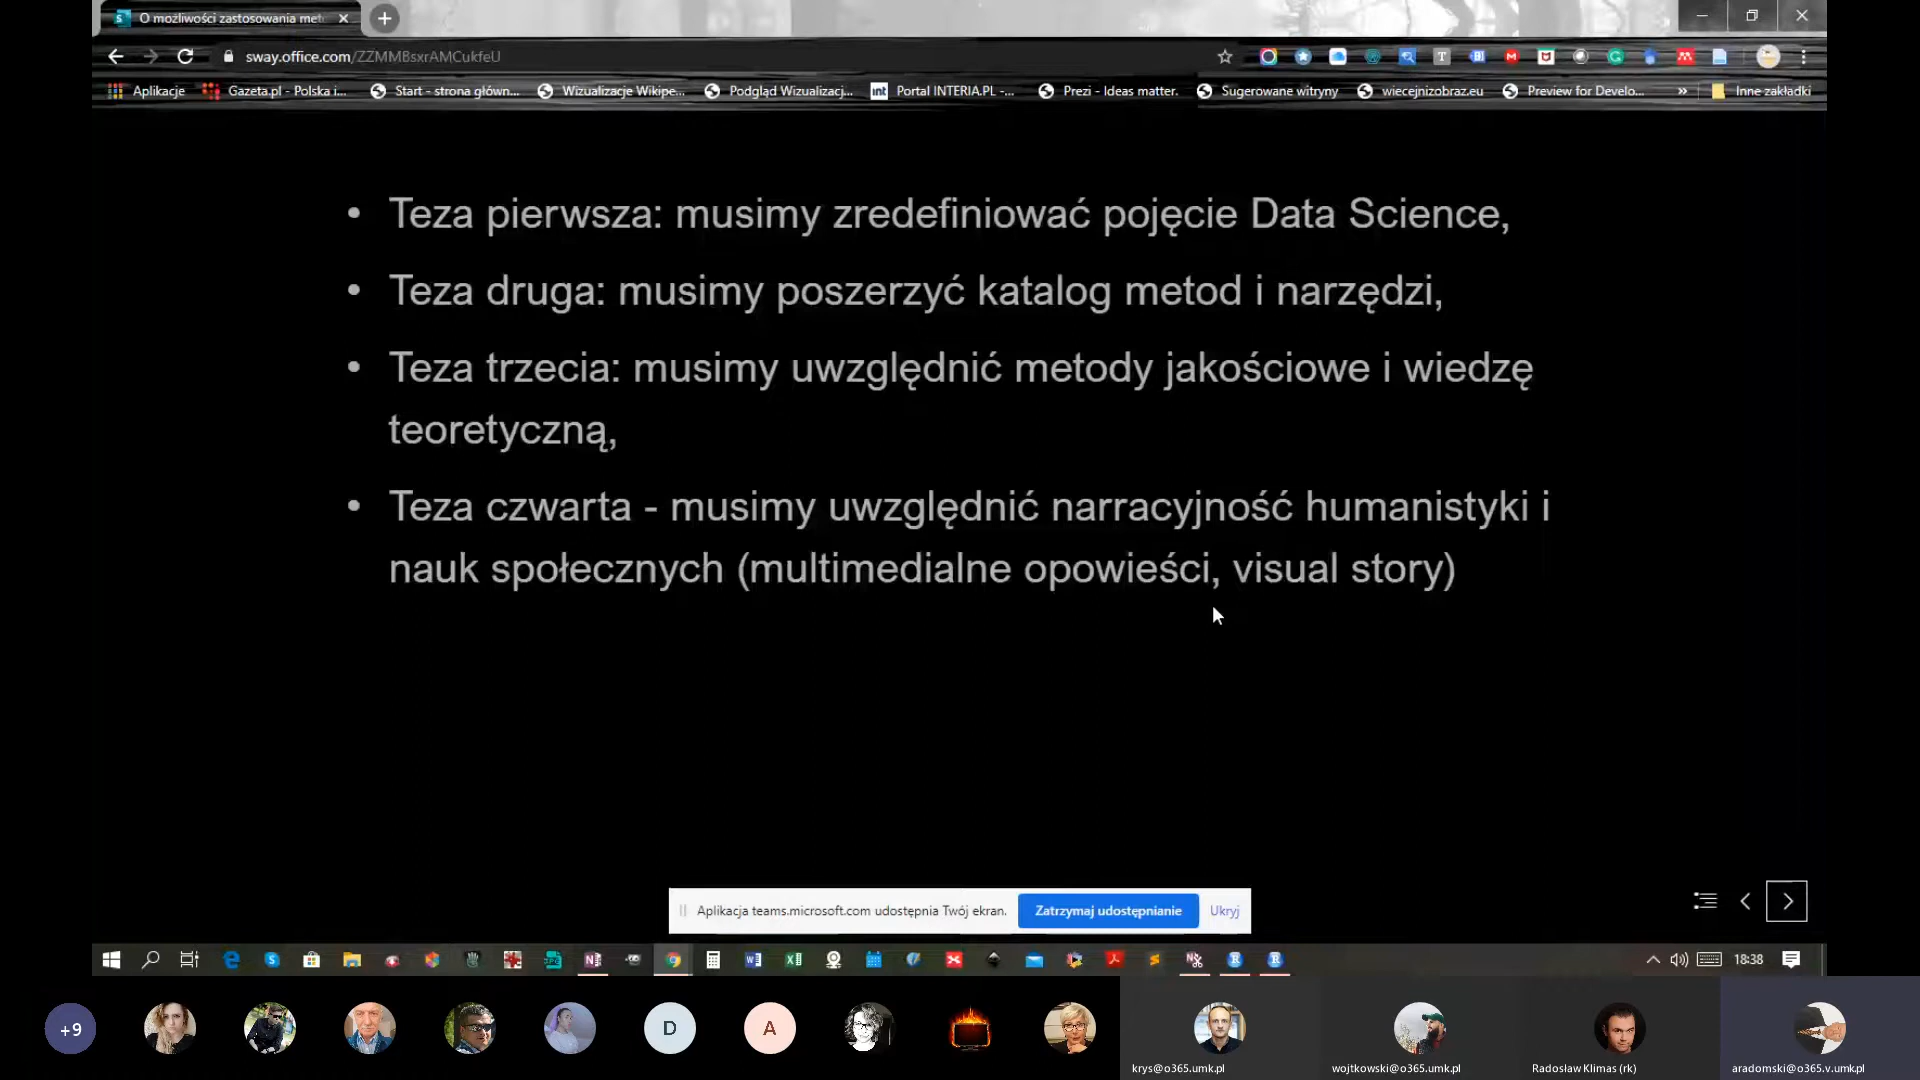 O możliwości zastosowania met
sway.office.com/ZZMMBsxrAMCukfeU
Aplikacje
Gazeta.pl - Polska i...
Start - strona główn...
Wizualizacje Wikipe...
Podgląd Wizualizacj...
Portal INTERIA.PL -...
Prezi - Ideas matter.
Sugerowane witryny
wiecejnizobraz.eu
Preview for Develo...
Inne zakładki
• Teza pierwsza: musimy zredefiniować pojęcie Data Science,
• Teza druga: musimy poszerzyć katalog metod i narzędzi,
• Teza trzecia: musimy uwzględnić metody jakościowe i wiedzę
teoretyczną,
• Teza czwarta - musimy uwzględnić narracyjność humanistyki i
nauk społecznych (multimedialne opowieści, visual story)
Aplikacja teams.microsoft.com udostępnia Twój ekran.
Zatrzymaj udostępnianie
Ukryj
18:38
+9
D
A
krys@o365.umk.pl
wojtkowski@o365.umk.pl
Radosław Klimas (rk)
aradomski@o365.v.umk.pl